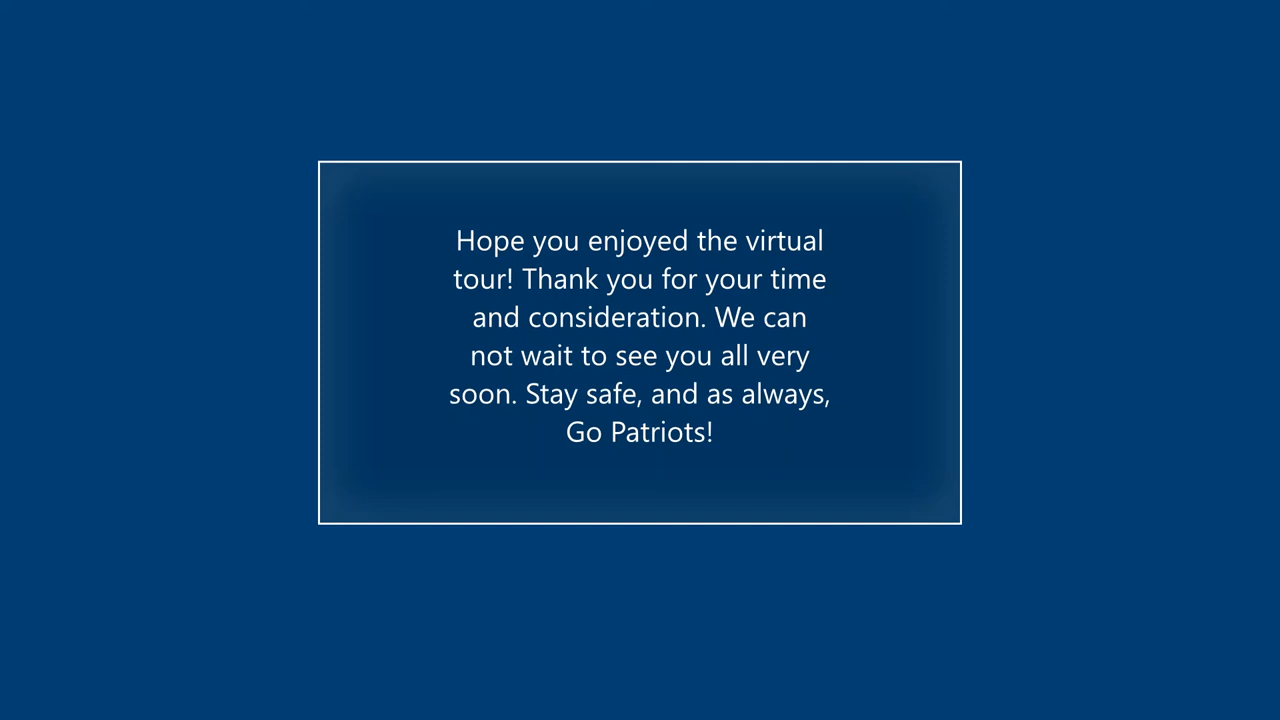 Hope you enjoyed the virtual
tour! Thank you for your time
and consideration. We can
not wait to see you all very
soon. Stay safe, and as always,
Go Patriots!